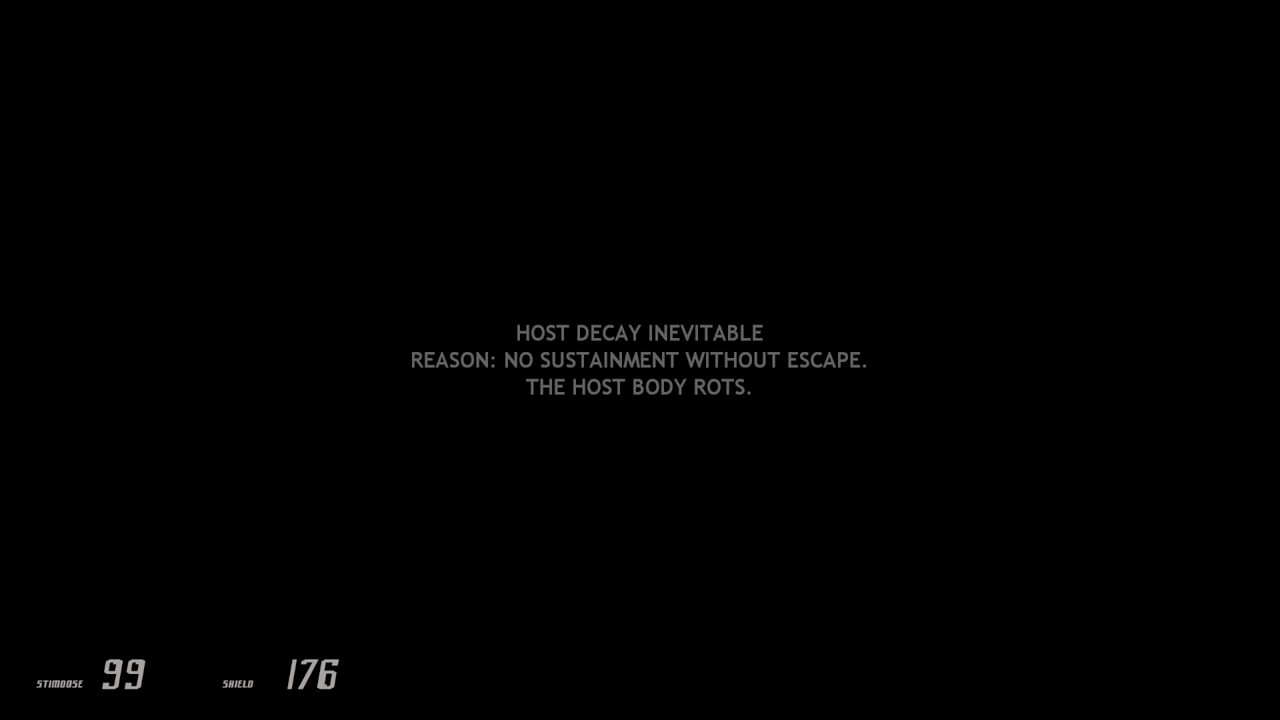 HOST DECAY INEVITABLE
REASON: NO SUSTAINMENT WITHOUT ESCAPE.
THE HOST BODY ROTS.
STIMDOSE 99 SHIELD 176